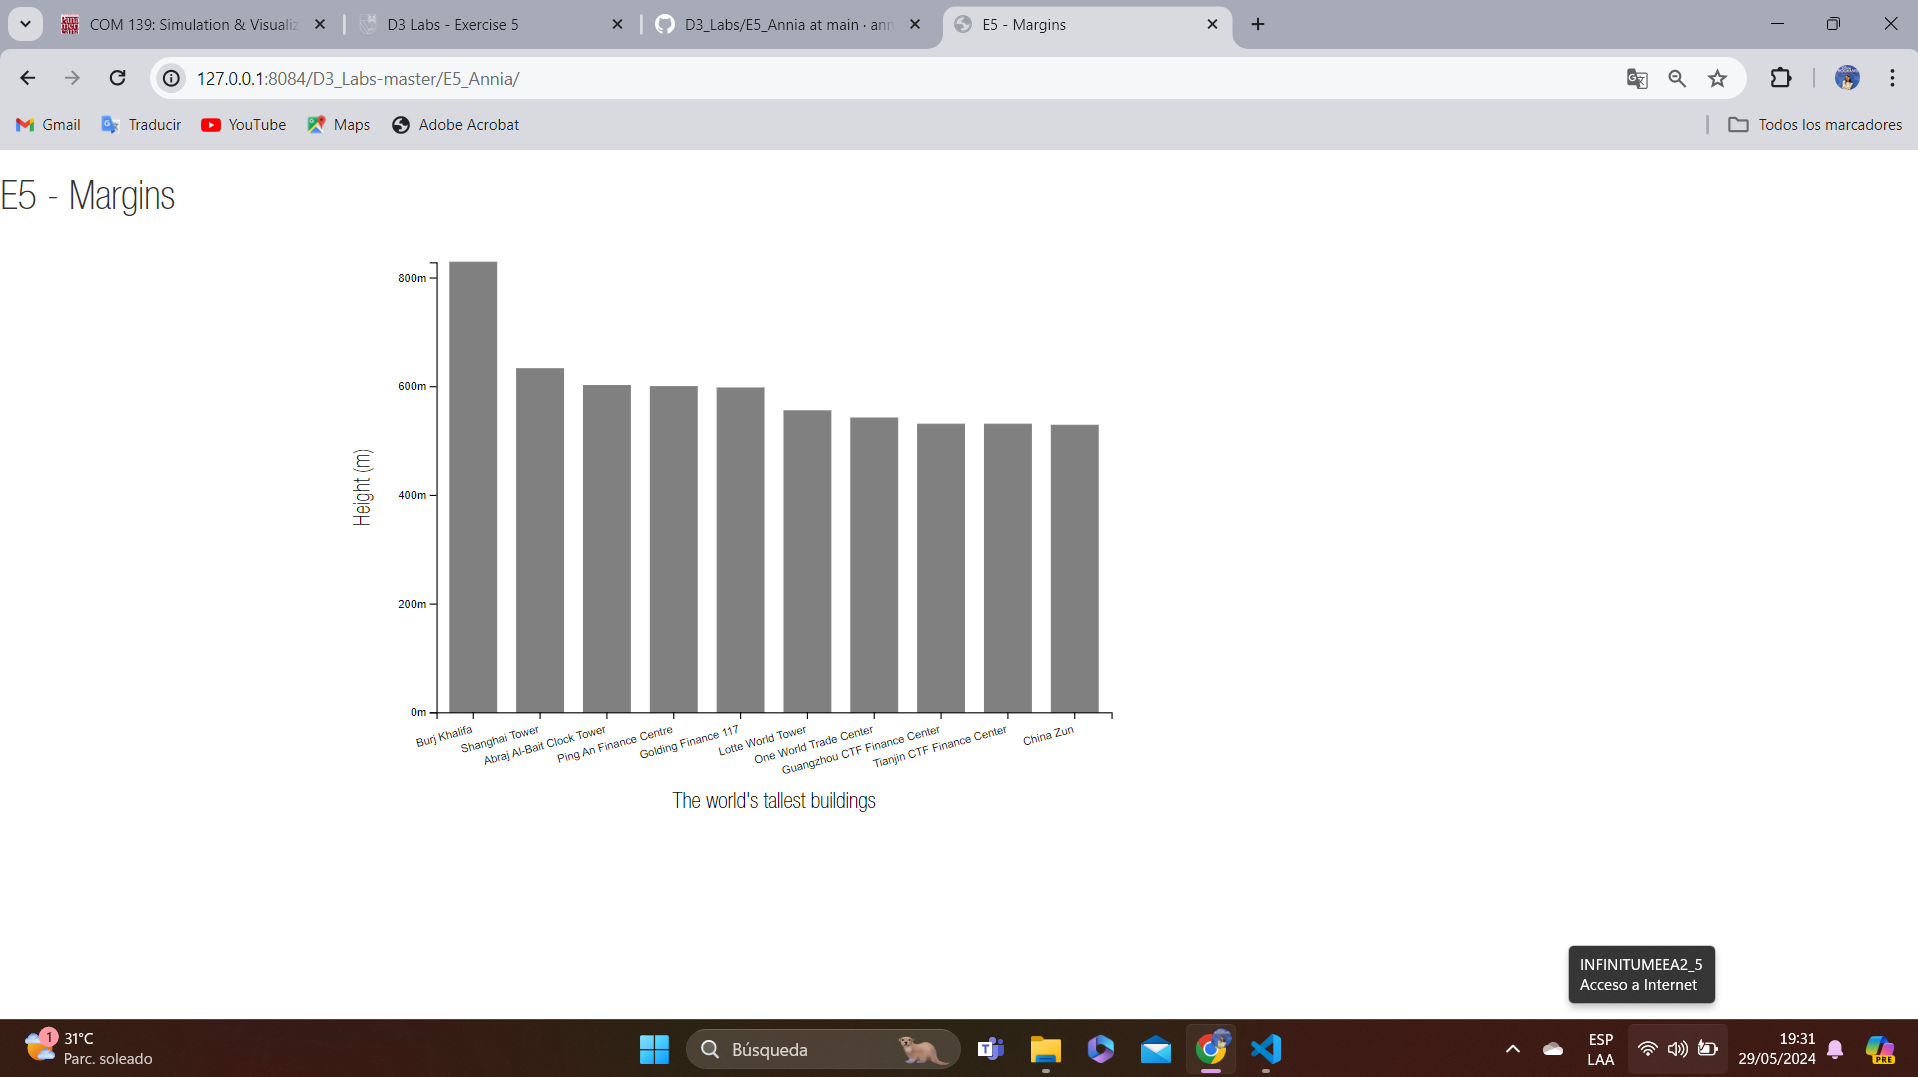 COM 139: Simulation & Visualiz
D3 Labs - Exercise 5
D3_Labs/E5_Annia at main · ann
E5 - Margins
127.0.0.1:8084/D3_Labs-master/E5_Annia/
Gmail
Traducir
YouTube
Maps
Adobe Acrobat
Todos los marcadores
E5 - Margins
800m
600m
400m
200m
0m
Height (m)
Burj Khalifa
Shanghai Tower
Abraj Al-Bait Clock Tower
Ping An Finance Centre
Golding Finance 117
Lotte World Tower
One World Trade Center
Guangzhou CTF Finance Center
Tianjin CTF Finance Center
China Zun
The world's tallest buildings
INFINITUMEEA2_5
Acceso a Internet
1
31°C
Parc. soleado
Búsqueda
ESP
LAA
19:31
29/05/2024
PRE